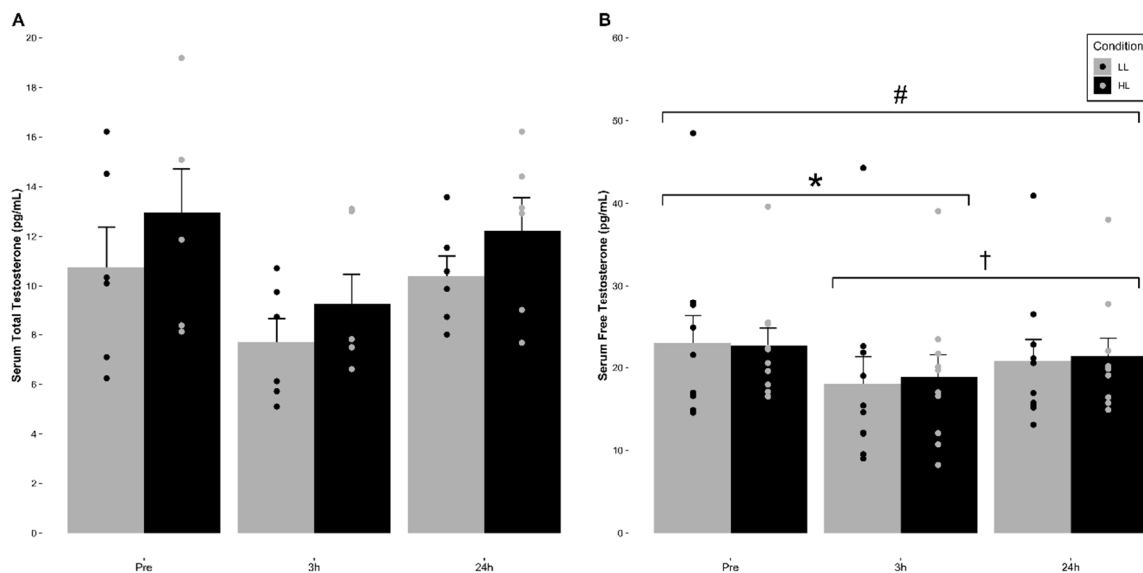 A
Serum Total Testosterone (pg/mL)
20
18
16
14
12
10
8
6
4
2
0
Pre
3h
24h
B
Serum Free Testosterone (pg/mL)
60
50
40
30
20
10
0
Pre
3h
24h
#
*
†
Condition
LL
HL